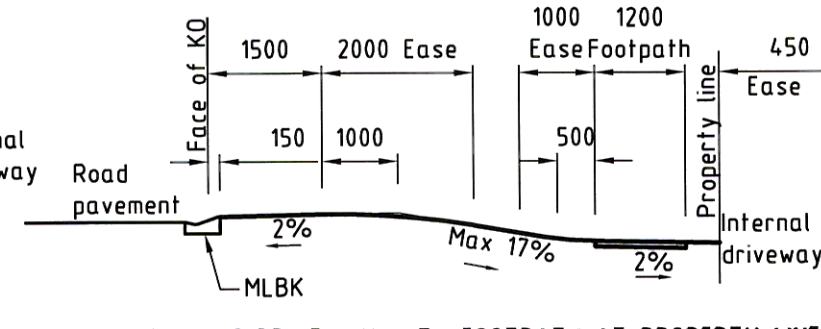 1000 1200
1500 2000 Ease Ease Footpath 450
Ease
Face of KO
Property line
150 1000 500
Road
pavement
2%
Max 17%
2%
Internal
driveway
MLBK